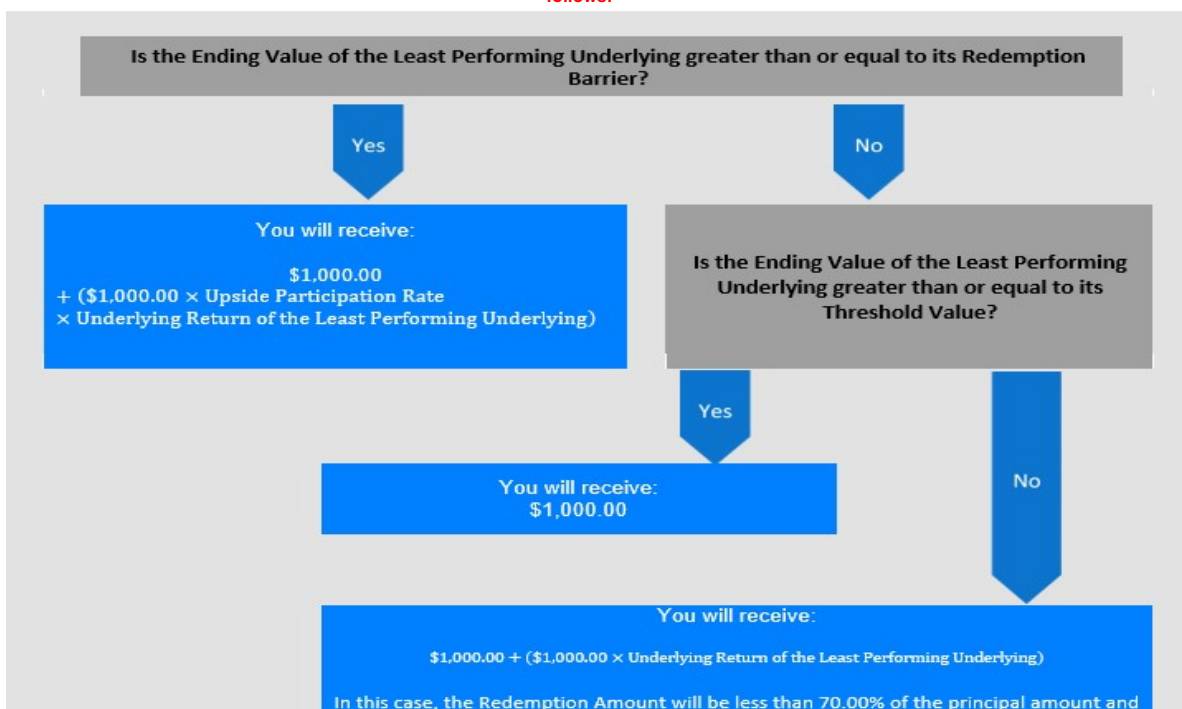 follows:
Is the Ending Value of the Least Performing Underlying greater than or equal to its Redemption
Barrier?
Yes
No
You will receive:
$1,000.00
+ ($1,000.00 × Upside Participation Rate
× Underlying Return of the Least Performing Underlying)
Is the Ending Value of the Least Performing
Underlying greater than or equal to its
Threshold Value?
Yes
No
You will receive:
$1,000.00
You will receive:
$1,000.00 + ($1,000.00 × Underlying Return of the Least Performing Underlying)
In this case, the Redemption Amount will be less than 70.00% of the principal amount and